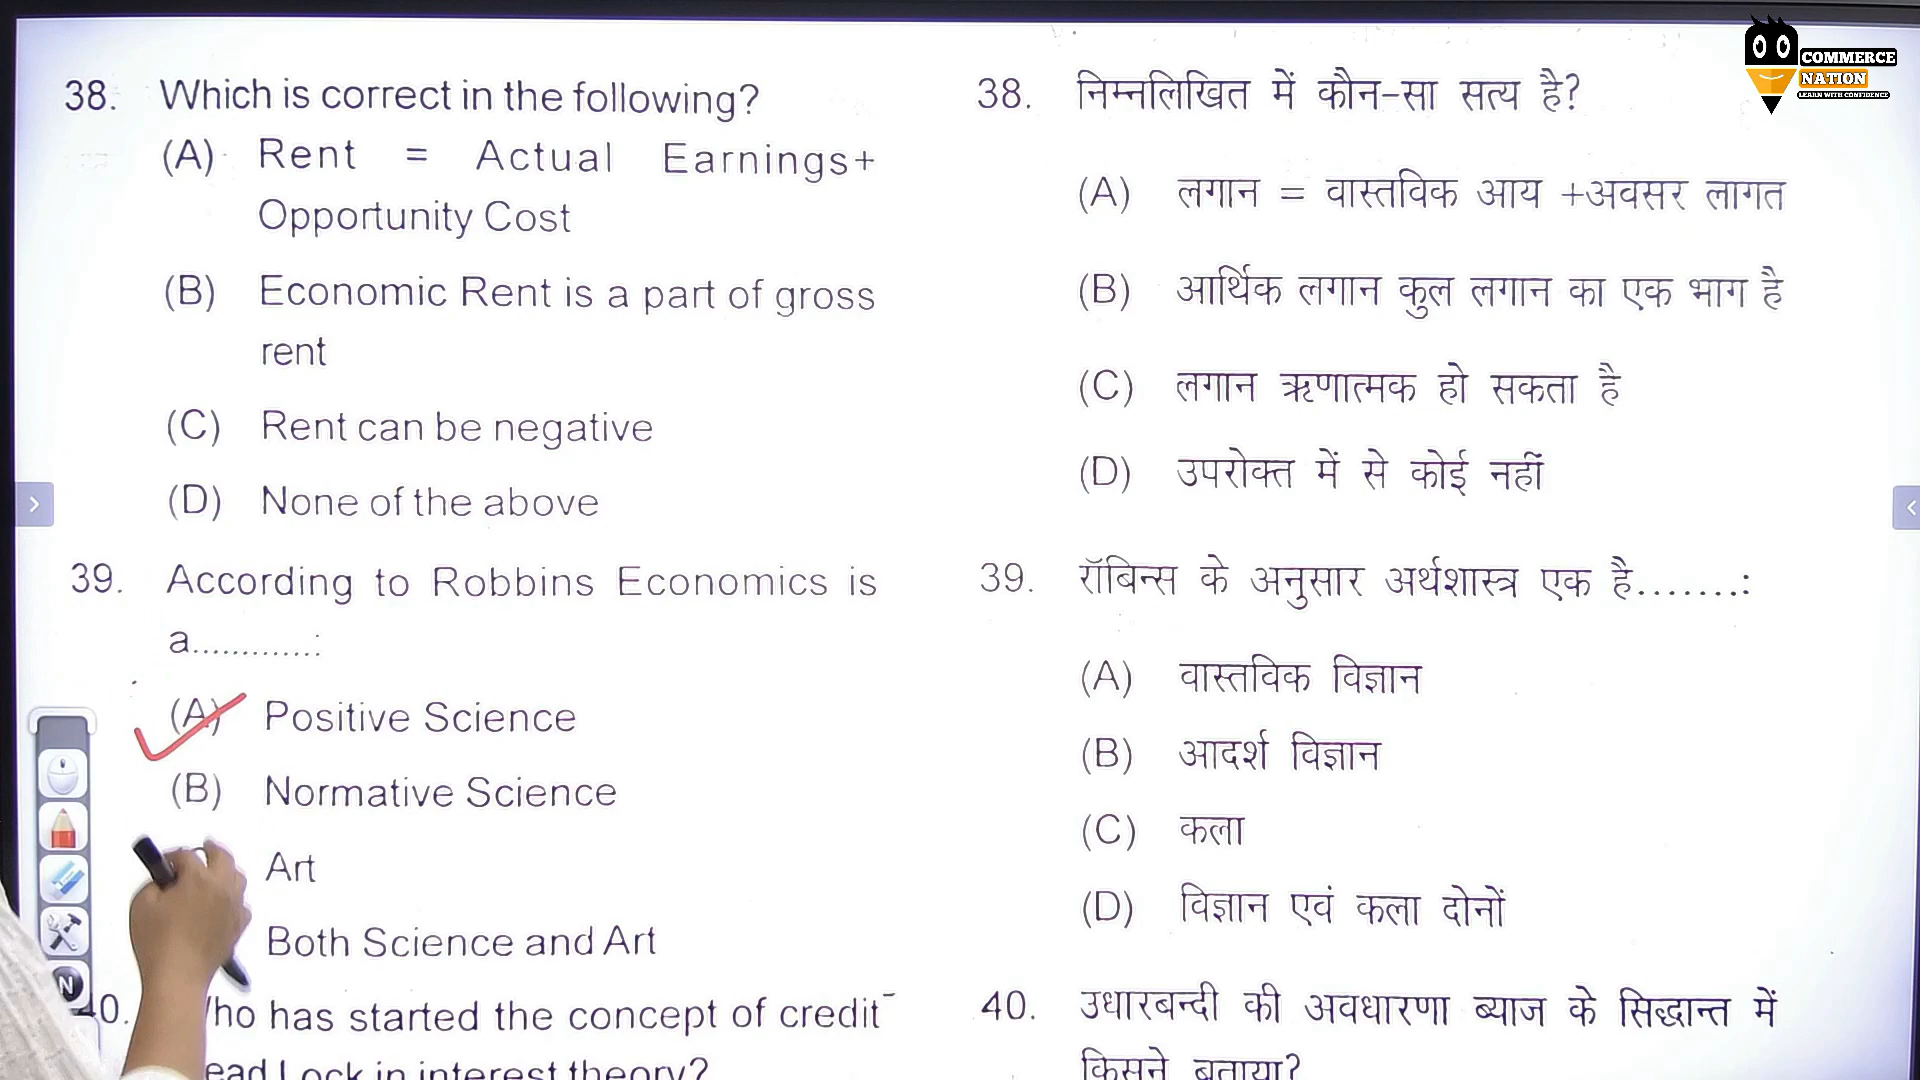 COMMERCE
NATION
LEARN WITH CONFIDENCE
38. Which is correct in the following?
(A) Rent = Actual Earnings+
Opportunity Cost
(B) Economic Rent is a part of gross
rent
(C) Rent can be negative
(D) None of the above
39. According to Robbins Economics is
a.............:
(A) Positive Science
(B) Normative Science
Art
Both Science and Art
has started the concept of credit
in interest theory?
38. निम्नलिखित में कौन-सा सत्य है?
(A) लगान = वास्तविक आय +अवसर लागत
(B) आर्थिक लगान कुल लगान का एक भाग है
(C) लगान ऋणात्मक हो सकता है
(D) उपरोक्त में से कोई नहीं
39. रॉबिन्स के अनुसार अर्थशास्त्र एक है.......:
(A) वास्तविक विज्ञान
(B) आदर्श विज्ञान
(C) कला
(D) विज्ञान एवं कला दोनों
40. उधारबन्दी की अवधारणा ब्याज के सिद्धान्त में
किसने बताया?
N